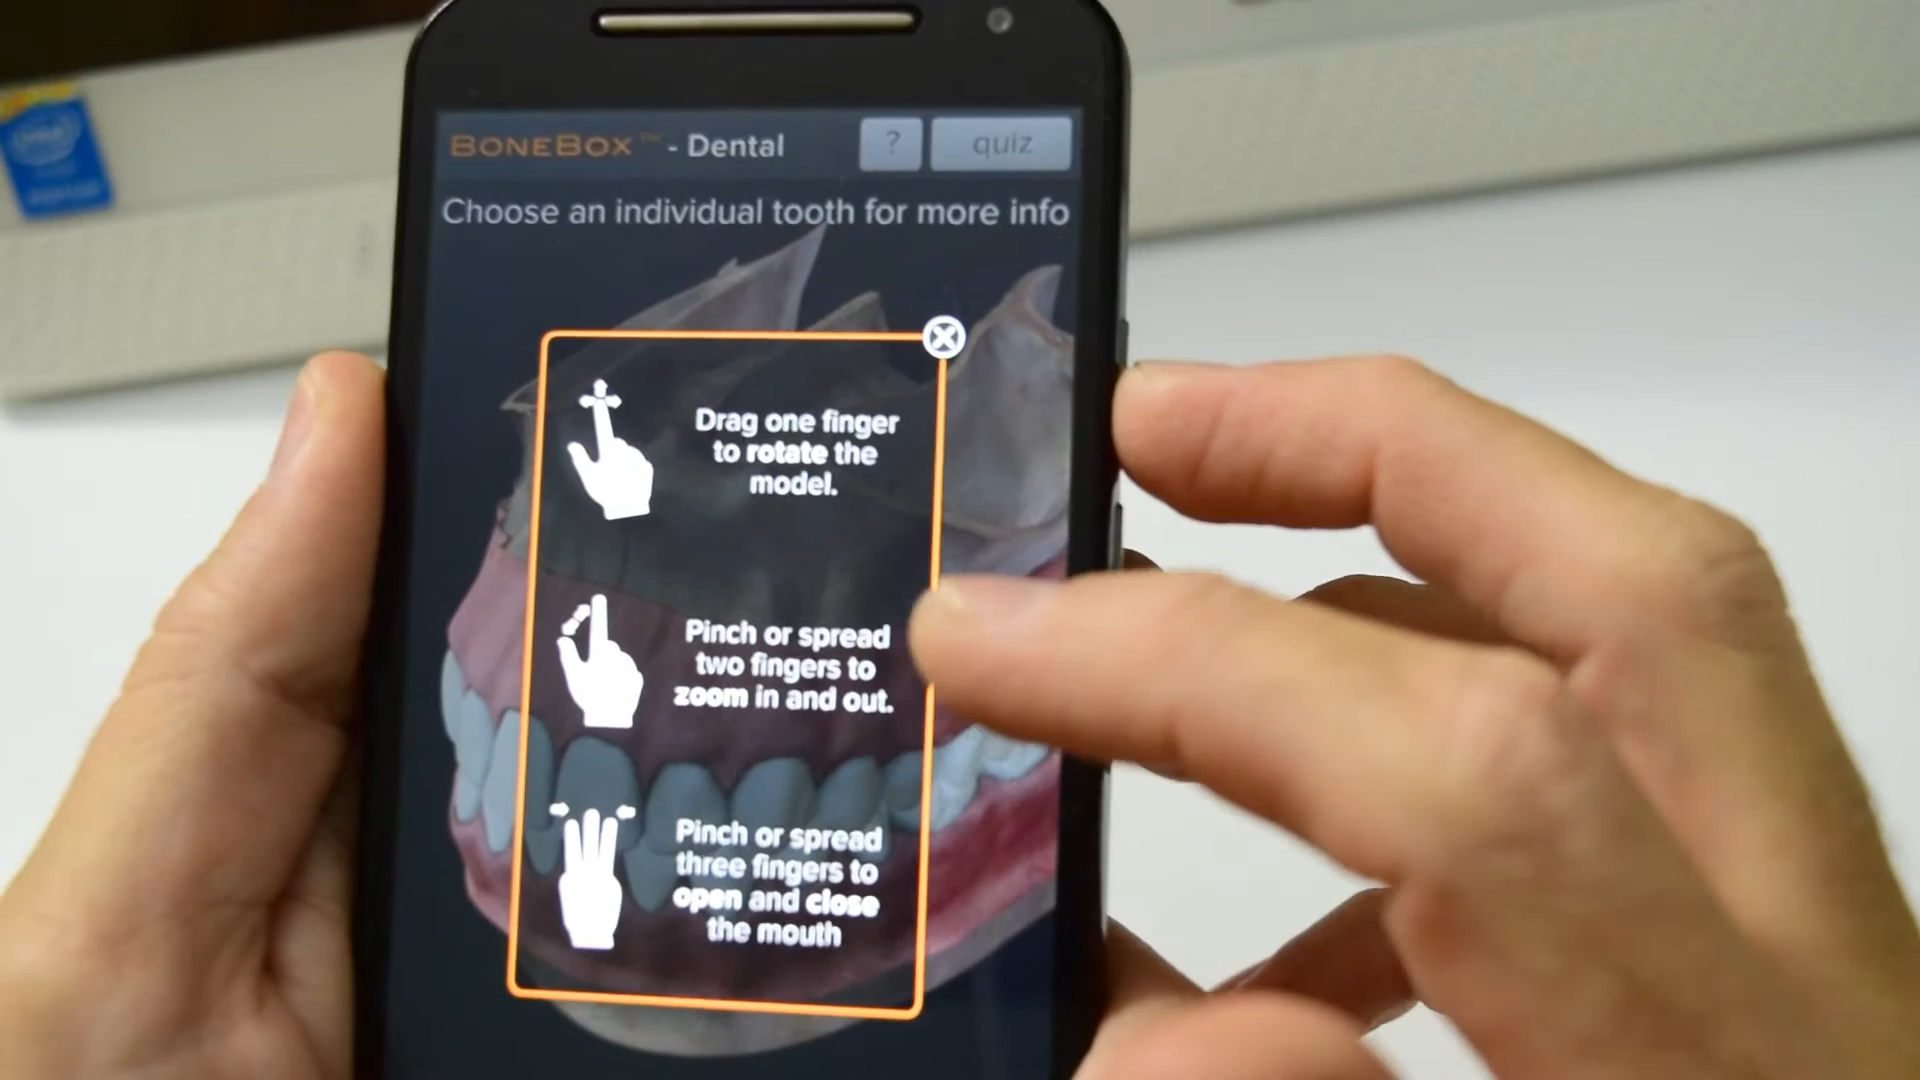 BONEBOX™ - Dental
?
quiz
Choose an individual tooth for more info
Drag one finger
to rotate the
model.
Pinch or spread
two fingers to
zoom in and out.
Pinch or spread
three fingers to
open and close
the mouth